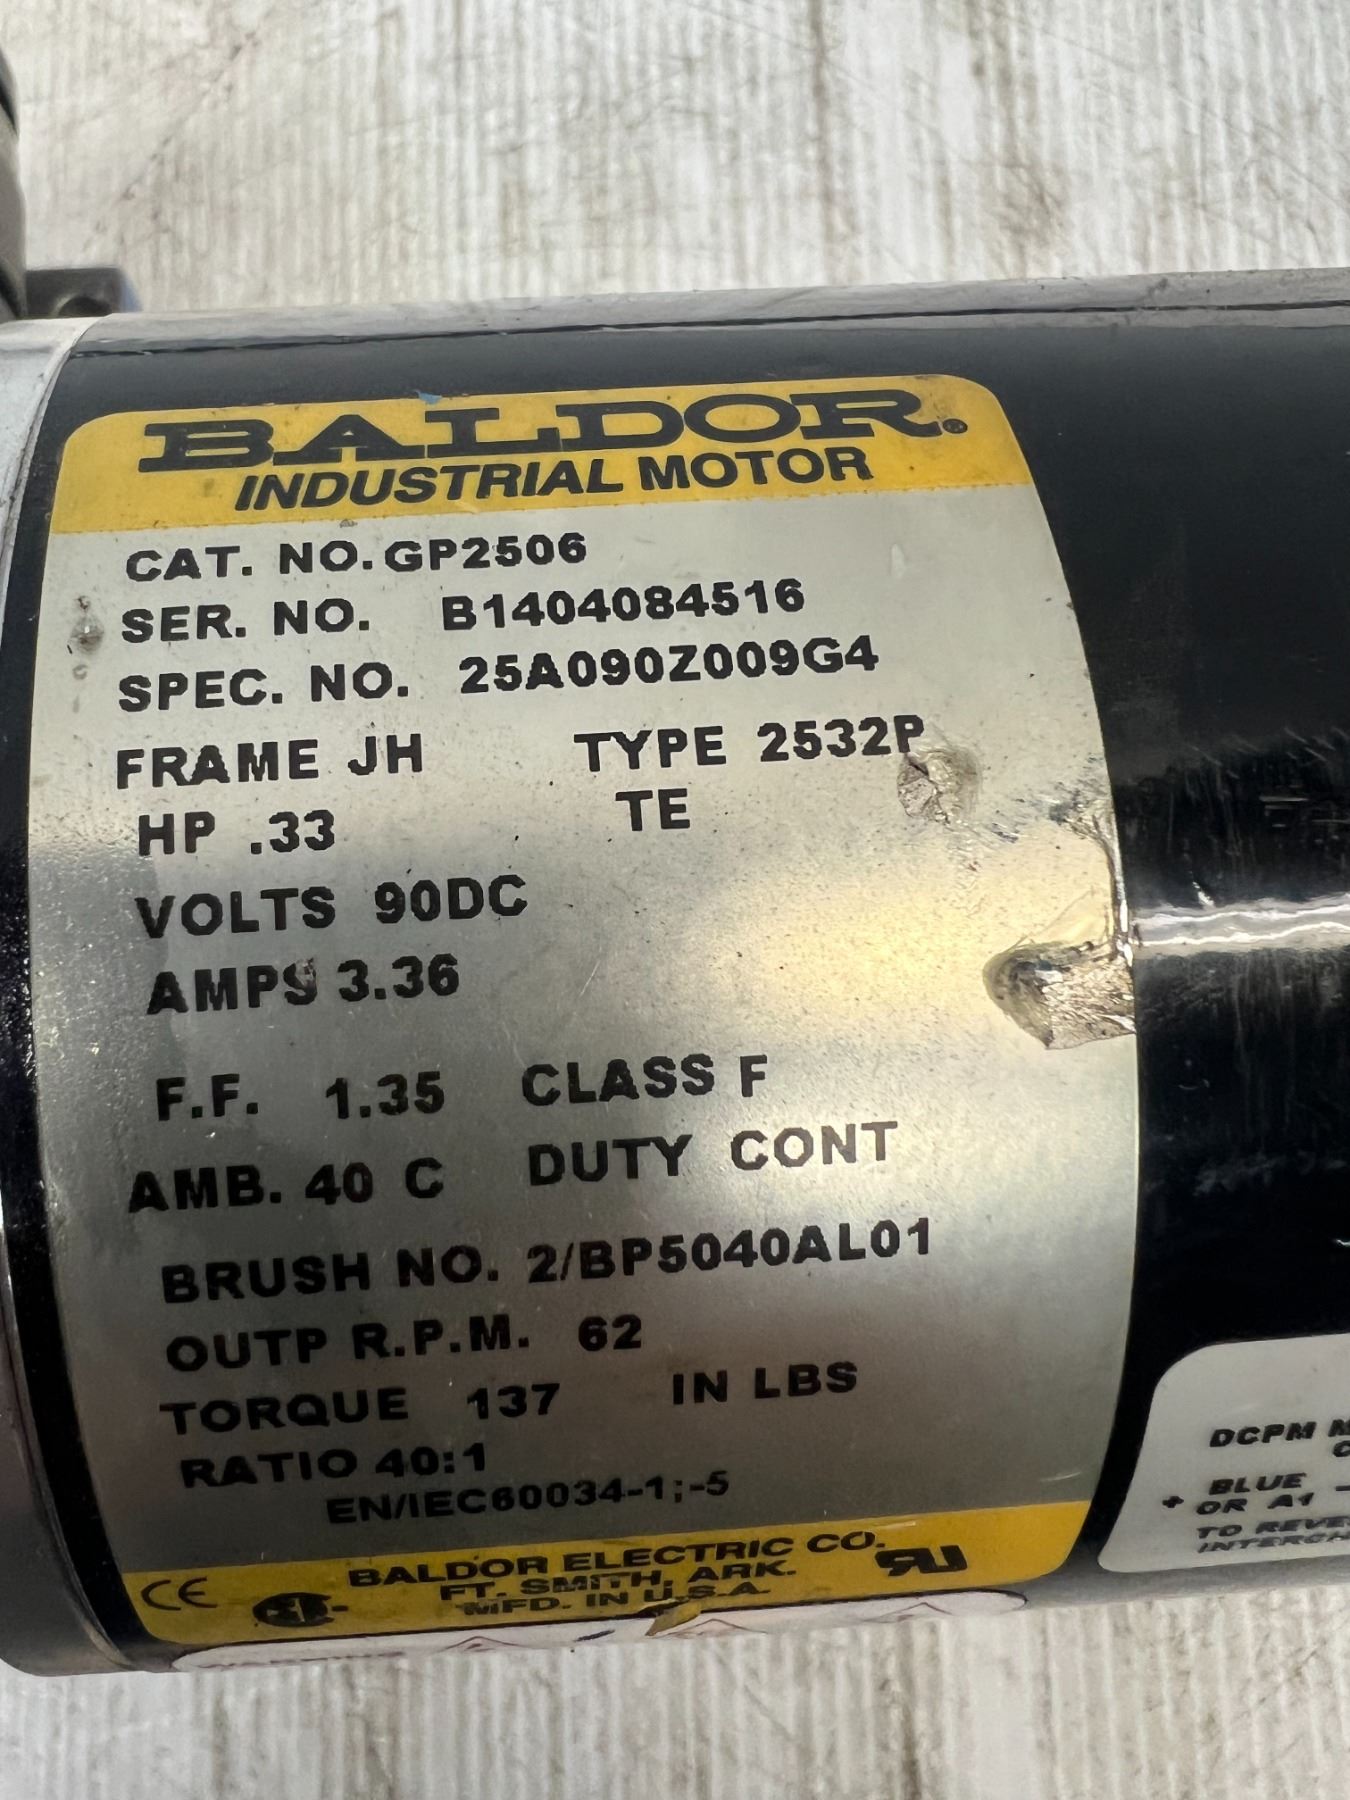 BALDOR®
INDUSTRIAL MOTOR
CAT. NO. GP2506
SER. NO. B1404084516
SPEC. NO. 25A090Z009G4
FRAME JH TYPE 2532P
HP .33 TE
VOLTS 90DC
AMPS 3.36
F.F. 1.35 CLASS F
AMB. 40 C DUTY CONT
BRUSH NO. 2/BP5040AL01
OUTP R.P.M. 62
TORQUE 137 IN LBS
RATIO 40:1
EN/IEC60034-1;-5
BALDOR ELECTRIC CO.
FT. SMITH, ARK.
MFD. IN U.S.A.
CE
DCPM
+ BLUE
OR A1 -
TO